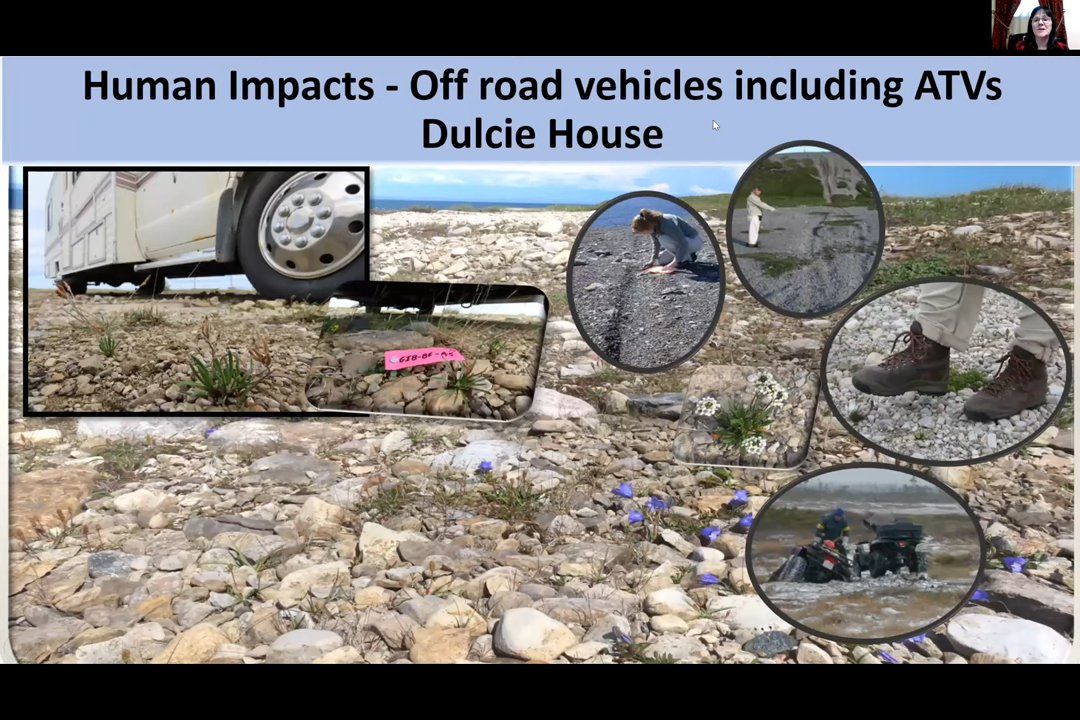 Human Impacts - Off road vehicles including ATVs
Dulcie House